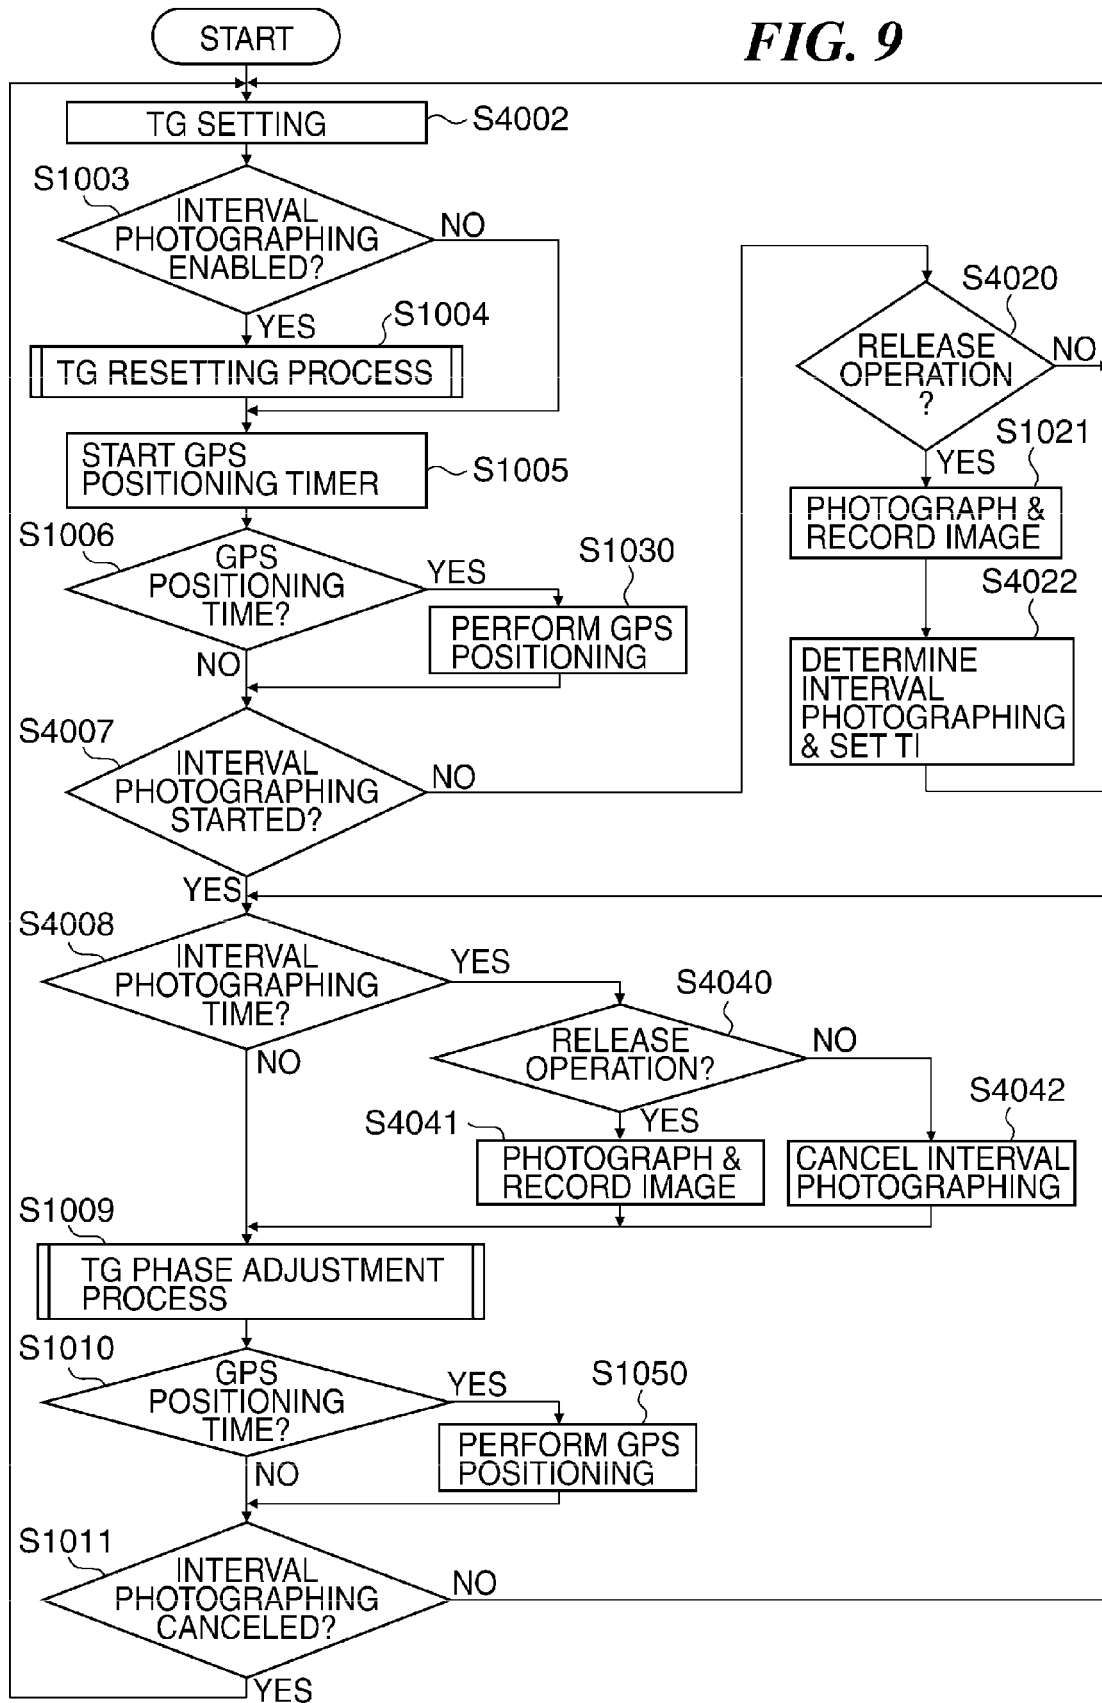 FIG. 9
START
TG SETTING
S4002
S1003
INTERVAL
PHOTOGRAPHING
ENABLED?
NO
YES
S1004
TG RESETTING PROCESS
START GPS
POSITIONING TIMER
S1005
S1006
GPS
POSITIONING
TIME?
YES
S1030
PERFORM GPS
POSITIONING
NO
S4007
INTERVAL
PHOTOGRAPHING
STARTED?
NO
YES
S4020
RELEASE
OPERATION
?
NO
YES
S1021
PHOTOGRAPH &
RECORD IMAGE
S4022
DETERMINE
INTERVAL
PHOTOGRAPHING
& SET TI
S4008
INTERVAL
PHOTOGRAPHING
TIME?
YES
NO
S4040
RELEASE
OPERATION?
NO
YES
S4041
PHOTOGRAPH &
RECORD IMAGE
S4042
CANCEL INTERVAL
PHOTOGRAPHING
S1009
TG PHASE ADJUSTMENT
PROCESS
S1010
GPS
POSITIONING
TIME?
YES
S1050
PERFORM GPS
POSITIONING
NO
S1011
INTERVAL
PHOTOGRAPHING
CANCELED?
NO
YES